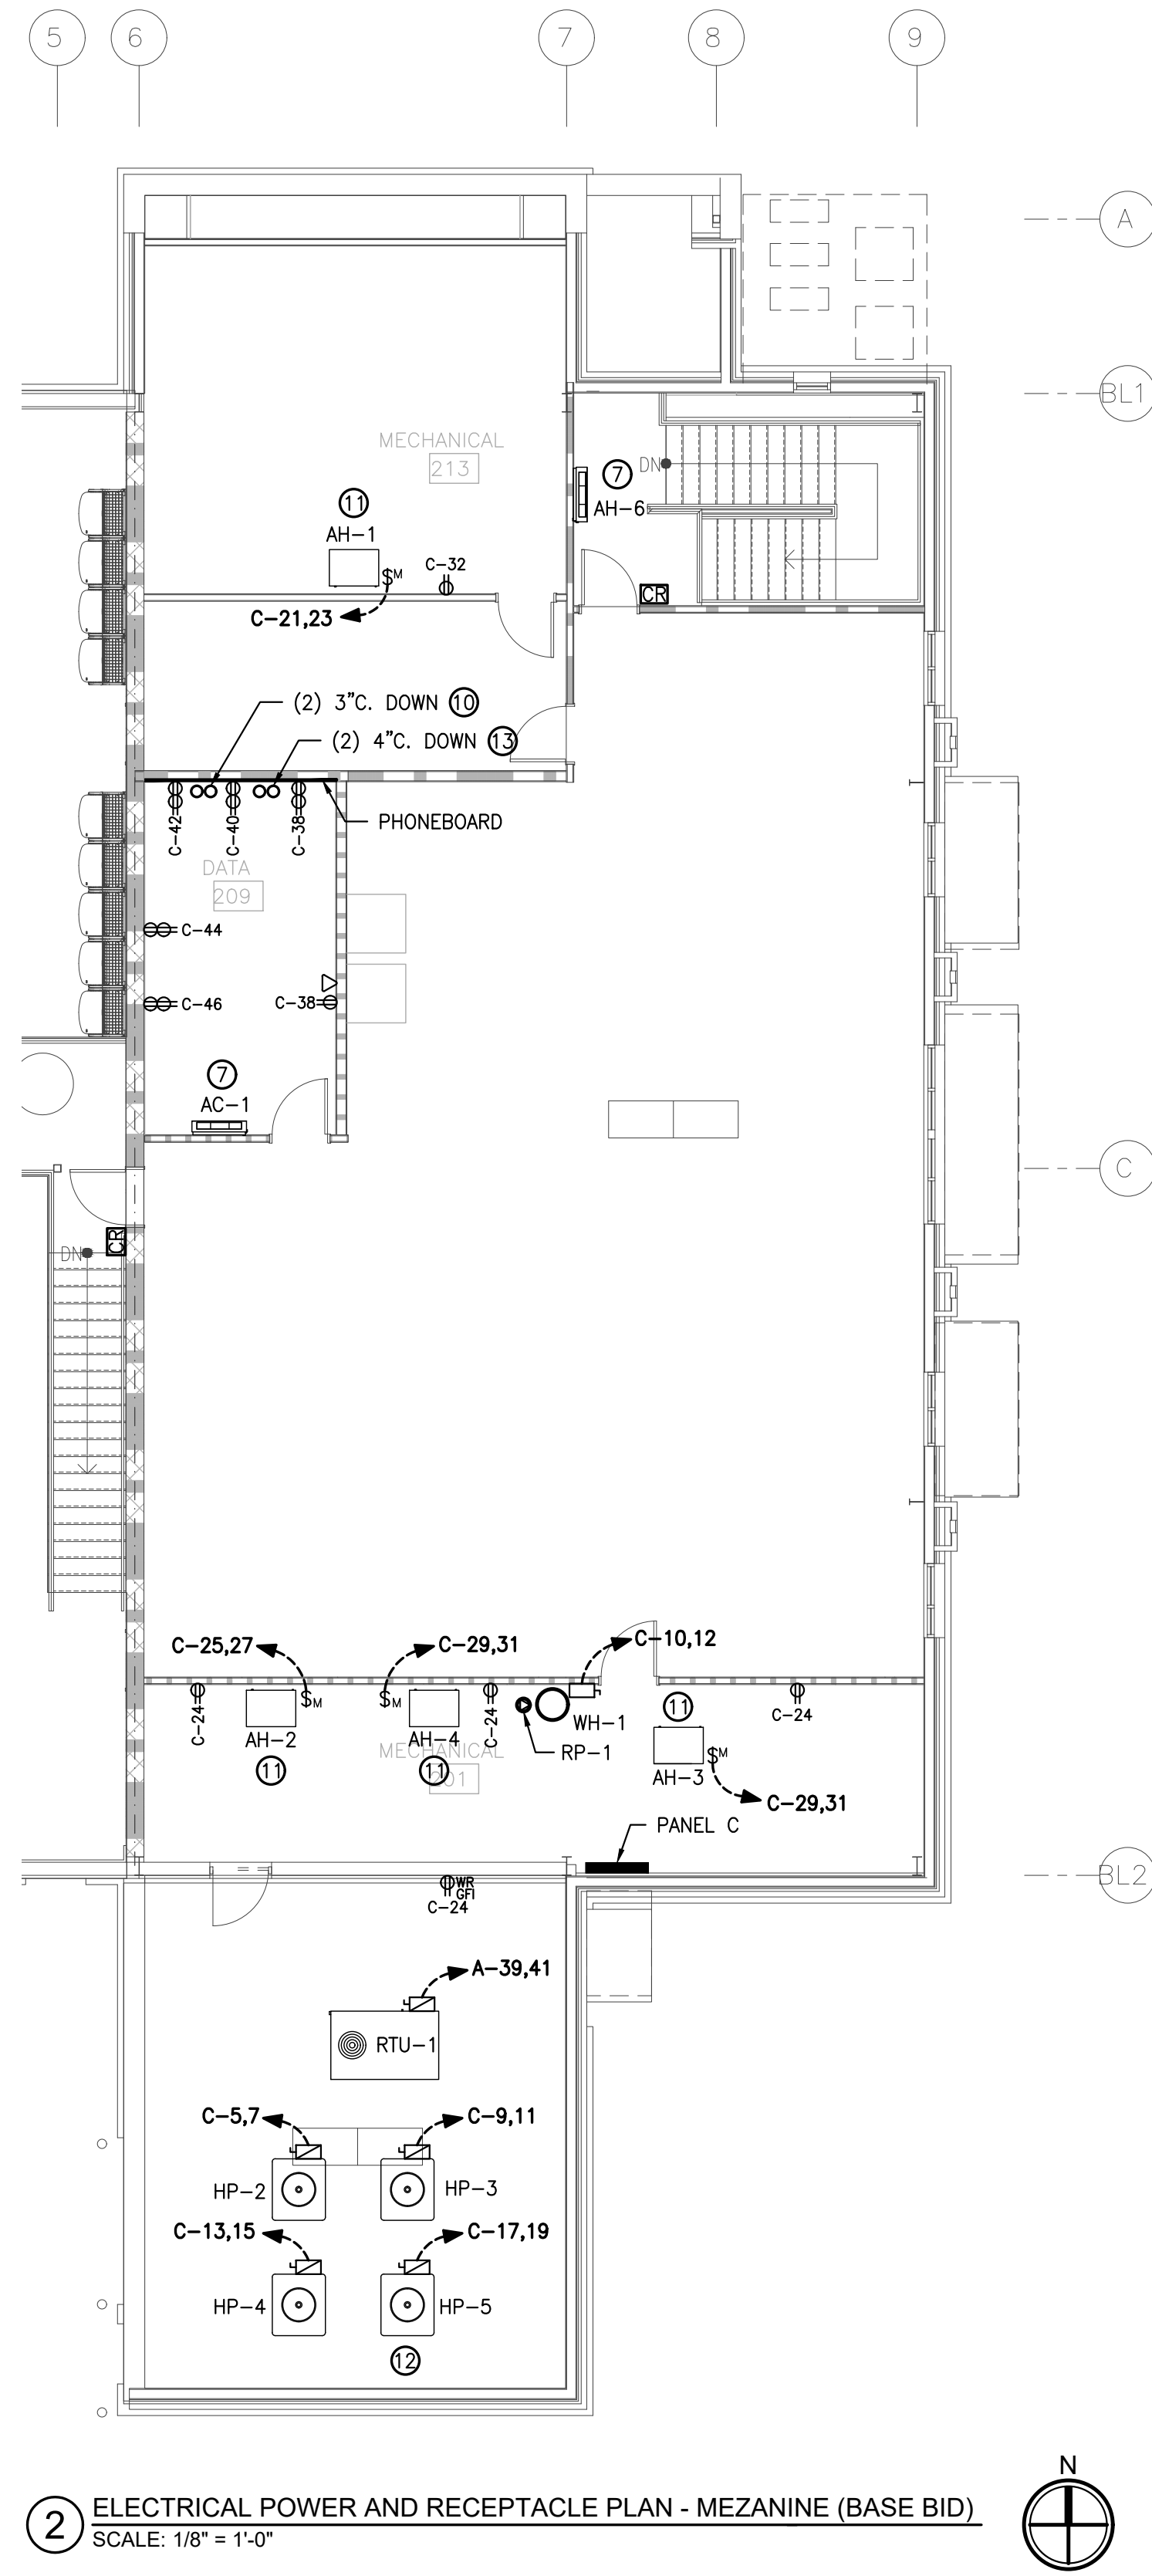 5 6 7 8 9
A
BL1
MECHANICAL
213
7
DN
11
AH-6
AH-1
C-32
$M
CR
C-21,23
(2) 3"C. DOWN 10
(2) 4"C. DOWN 13
PHONEBOARD
C-42
C-40
C-38
DATA
209
C-44
C-38
C-46
7
AC-1
C
CR
DN
C-25,27
C-29,31
C-10,12
$M
$M
11
C-24
C-24
C-24
AH-2
AH-4
WH-1
MECHANICAL
201
RP-1
$M
11
11
AH-3
C-29,31
PANEL C
BL2
WR
GFI
C-24
A-39,41
RTU-1
C-5,7
C-9,11
HP-2
HP-3
C-13,15
C-17,19
HP-4
HP-5
12
N
2
ELECTRICAL POWER AND RECEPTACLE PLAN - MEZANINE (BASE BID)
SCALE: 1/8" = 1'-0"